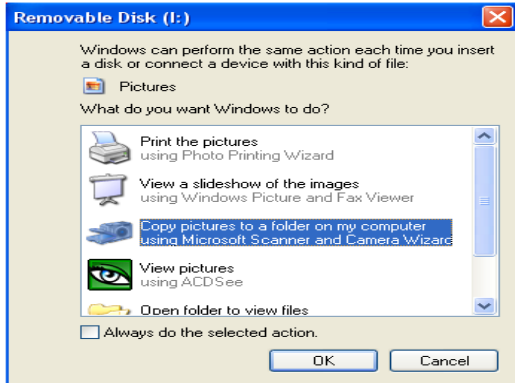 Removable Disk (I:)
Windows can perform the same action each time you insert
a disk or connect a device with this kind of file:
Pictures
What do you want Windows to do?
Print the pictures
using Photo Printing Wizard
View a slideshow of the images
using Windows Picture and Fax Viewer
Copy pictures to a folder on my computer
using Microsoft Scanner and Camera Wizard
View pictures
using ACDSee
Open folder to view files
Always do the selected action.
OK
Cancel